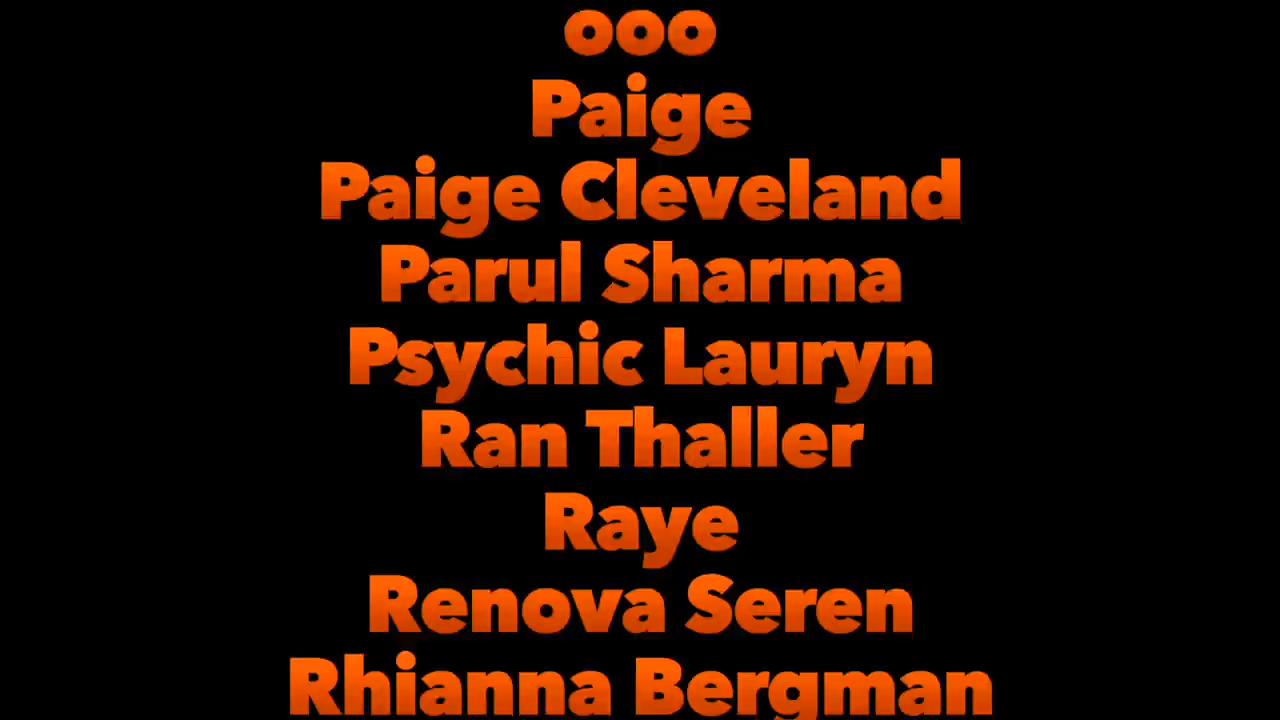 ooo
Paige
Paige Cleveland
Parul Sharma
Psychic Lauryn
Ran Thaller
Raye
Renova Seren
Rhianna Bergman